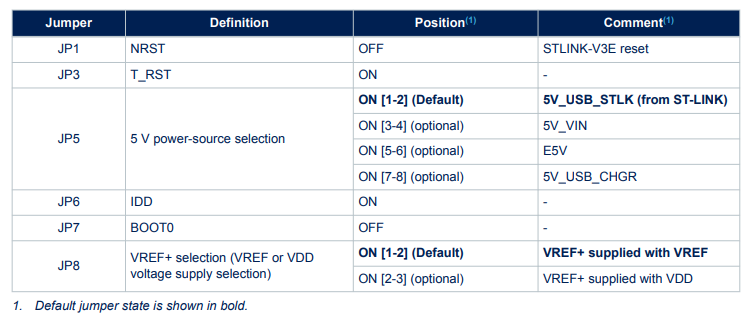 Jumper Definition Position(1) Comment(1)
JP1 NRST OFF STLINK-V3E reset
JP3 T_RST ON -
JP5 5 V power-source selection ON [1-2] (Default) 5V_USB_STLK (from ST-LINK)
ON [3-4] (optional) 5V_VIN
ON [5-6] (optional) E5V
ON [7-8] (optional) 5V_USB_CHGR
JP6 IDD ON -
JP7 BOOT0 OFF -
JP8 VREF+ selection (VREF or VDD voltage supply selection) ON [1-2] (Default) VREF+ supplied with VREF
ON [2-3] (optional) VREF+ supplied with VDD
1. Default jumper state is shown in bold.